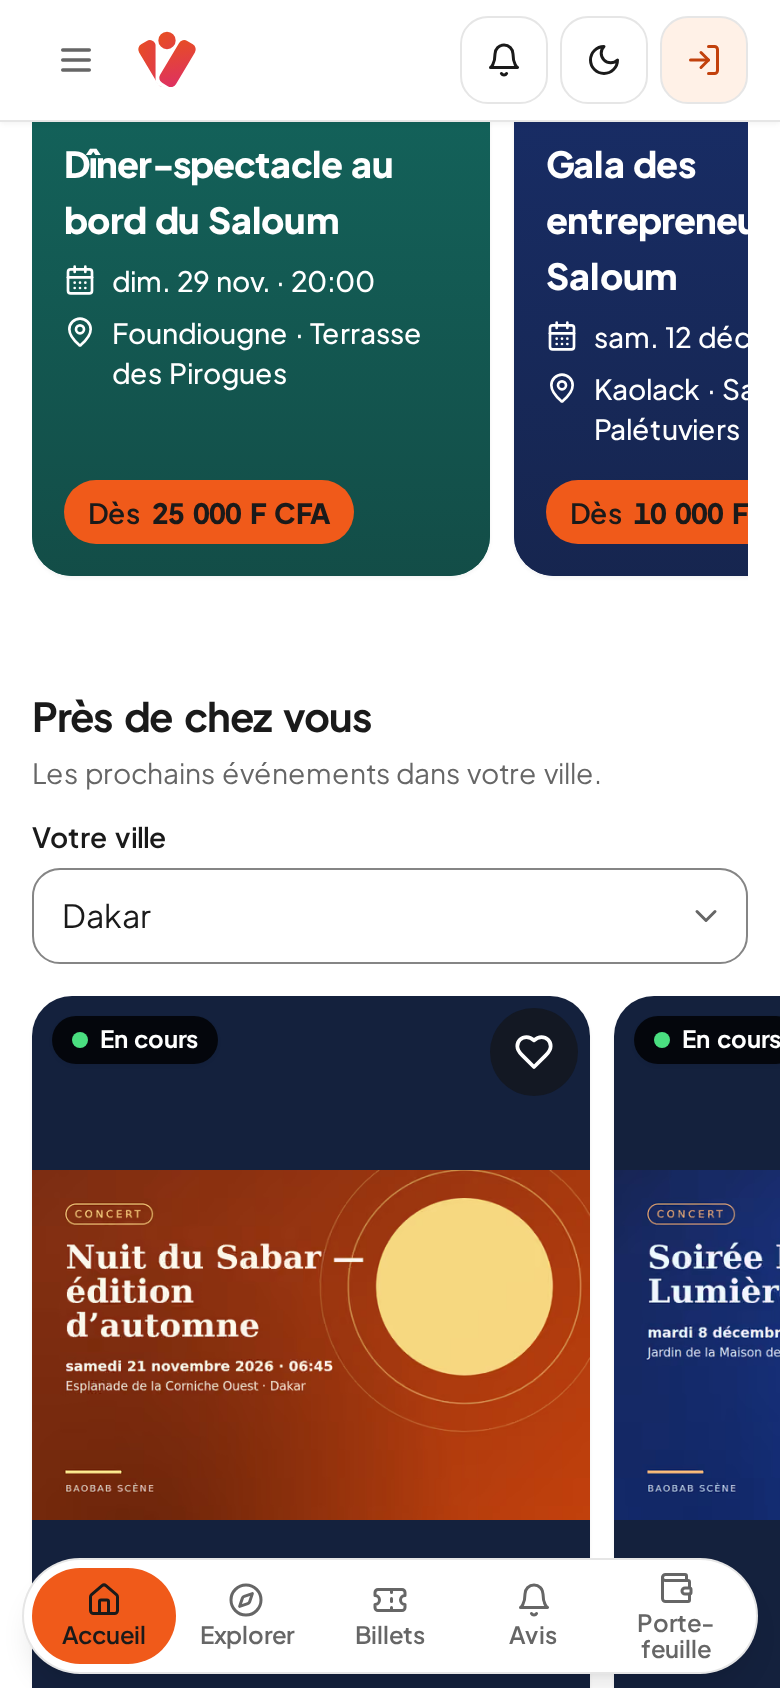 Dîner-spectacle au
bord du Saloum
dim. 29 nov. · 20:00
Foundiougne · Terrasse
des Pirogues
Dès 25 000 F CFA
Gala des
entrepreneu
Saloum
sam. 12 déc
Kaolack · Sa
Palétuviers
Dès 10 000 F
Près de chez vous
Les prochains événements dans votre ville.
Votre ville
Dakar
En cours
CONCERT
Nuit du Sabar —
édition
d’automne
samedi 21 novembre 2026 · 06:45
Esplanade de la Corniche Ouest · Dakar
BAOBAB SCÈNE
En cours
CONCERT
Soirée
Lumièr
mardi 8 décembr
Jardin de la Maison de
BAOBAB SCÈNE
Accueil
Explorer
Billets
Avis
Porte-
feuille